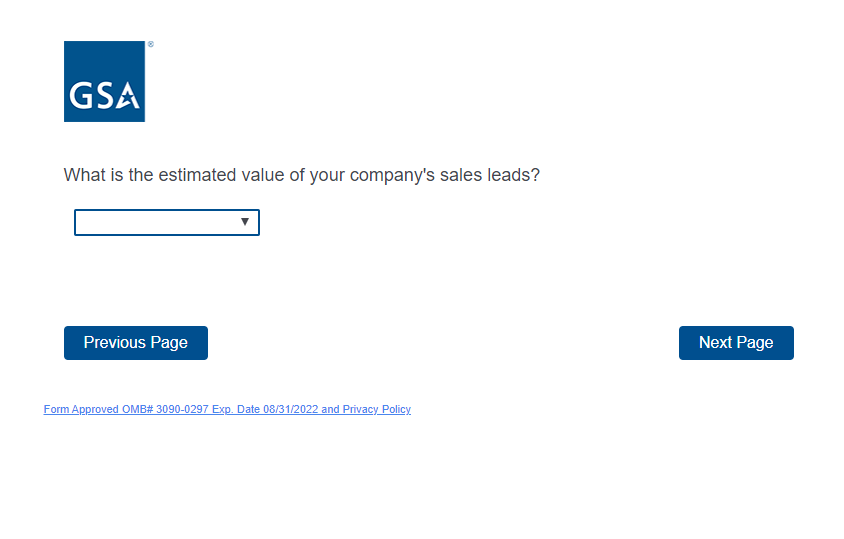 GSA
®
What is the estimated value of your company's sales leads?
Previous Page
Next Page
Form Approved OMB# 3090-0297 Exp. Date 08/31/2022 and Privacy Policy